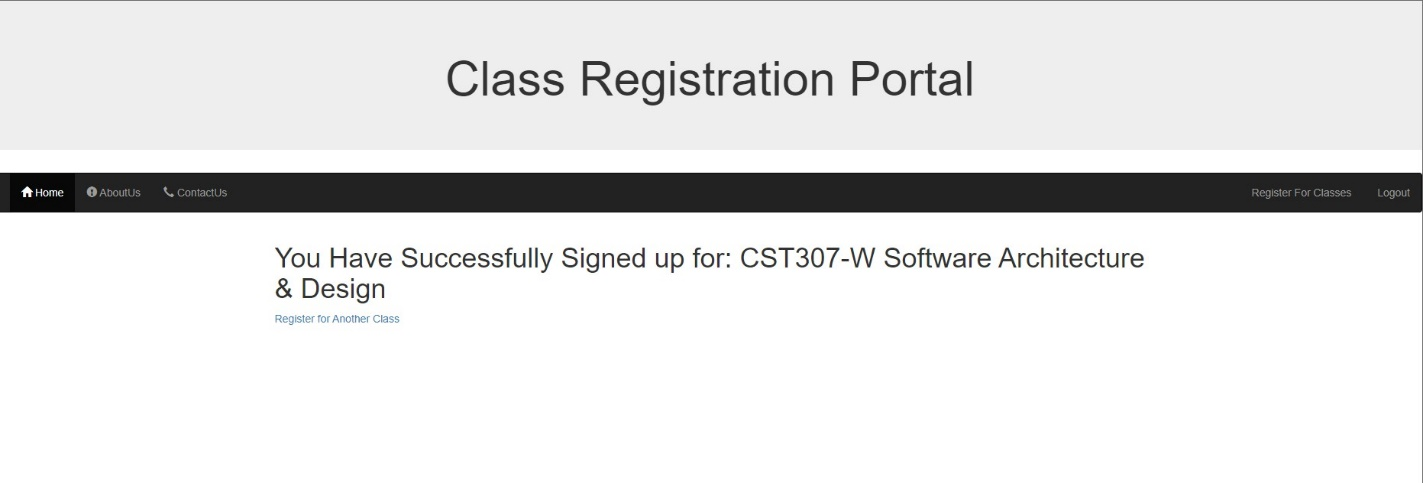 Class Registration Portal
Home AboutUs ContactUs Register For Classes Logout
You Have Successfully Signed up for: CST307-W Software Architecture
& Design
Register for Another Class